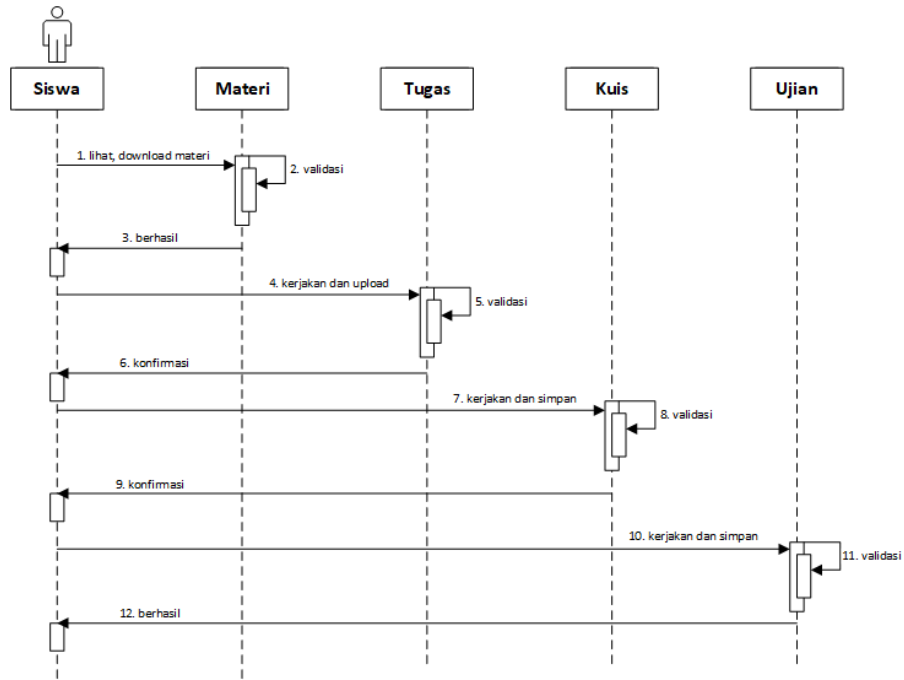 Siswa
Materi
Tugas
Kuis
Ujian
1. lihat, download materi
2. validasi
3. berhasil
4. kerjakan dan upload
5. validasi
6. konfirmasi
7. kerjakan dan simpan
8. validasi
9. konfirmasi
10. kerjakan dan simpan
11. validasi
12. berhasil